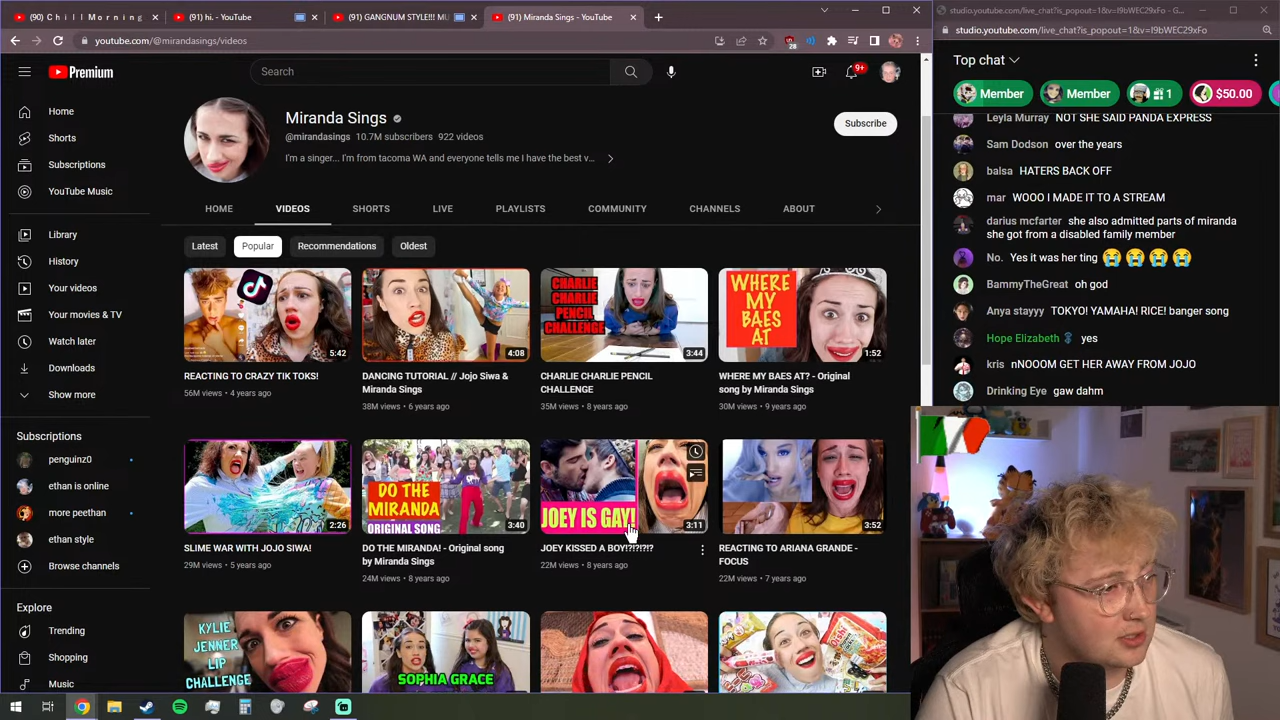 (90) C h i l l M o r n i n g
(91) hi. - YouTube
(91) GANGNUM STYLE!!! MU
(91) Miranda Sings - YouTube
studio.youtube.com/live_chat?is_popout=1&v=I9bWEC29xFo - G...
youtube.com/@mirandasings/videos
28
studio.youtube.com/live_chat?is_popout=1&v=I9bWEC29xFo
Premium
Search
9+
Top chat
Member
Member
1
$50.00
Home
Shorts
Subscriptions
YouTube Music
Library
History
Your videos
Your movies & TV
Watch later
Downloads
Show more
Subscriptions
penguinz0
ethan is online
more peethan
ethan style
Browse channels
Explore
Trending
Shopping
Music
Miranda Sings
@mirandasings 10.7M subscribers 922 videos
I'm a singer... I'm from tacoma WA and everyone tells me I have the best v...
Subscribe
HOME
VIDEOS
SHORTS
LIVE
PLAYLISTS
COMMUNITY
CHANNELS
ABOUT
Latest
Popular
Recommendations
Oldest
5:42
REACTING TO CRAZY TIK TOKS!
56M views • 4 years ago
4:08
DANCING TUTORIAL // Jojo Siwa &
Miranda Sings
38M views • 6 years ago
CHARLIE
CHARLIE
PENCIL
CHALLENGE
3:44
CHARLIE CHARLIE PENCIL
CHALLENGE
35M views • 8 years ago
WHERE
MY
BAES
AT
1:52
WHERE MY BAES AT? - Original
song by Miranda Sings
30M views • 9 years ago
2:26
SLIME WAR WITH JOJO SIWA!
29M views • 5 years ago
DO THE
MIRANDA
ORIGINAL SONG
3:40
DO THE MIRANDA! - Original song
by Miranda Sings
24M views • 8 years ago
JOEY IS GAY!
3:11
JOEY KISSED A BOY!?!?!?!?
22M views • 8 years ago
3:52
REACTING TO ARIANA GRANDE -
FOCUS
22M views • 7 years ago
KYLIE
JENNER
LIP
CHALLENGE
SOPHIA GRACE
Leyla Murray NOT SHE SAID PANDA EXPRESS
Sam Dodson over the years
balsa HATERS BACK OFF
mar WOOO I MADE IT TO A STREAM
darius mcfarter she also admitted parts of miranda
she got from a disabled family member
No. Yes it was her ting 😭😭😭😭
BammyTheGreat oh god
Anya stayyy TOKYO! YAMAHA! RICE! banger song
Hope Elizabeth yes
kris nNOOOM GET HER AWAY FROM JOJO
Drinking Eye gaw dahm